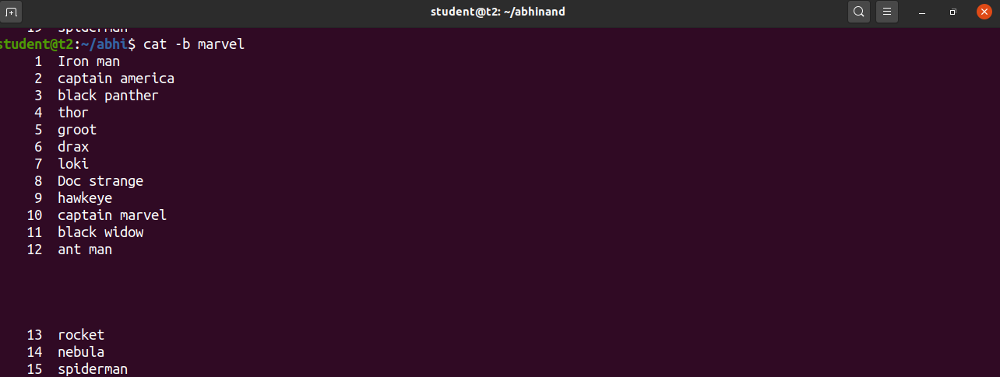 student@t2: ~/abhinand
19 spiderman
student@t2:~/abhi$ cat -b marvel
1 Iron man
2 captain america
3 black panther
4 thor
5 groot
6 drax
7 loki
8 Doc strange
9 hawkeye
10 captain marvel
11 black widow
12 ant man
13 rocket
14 nebula
15 spiderman